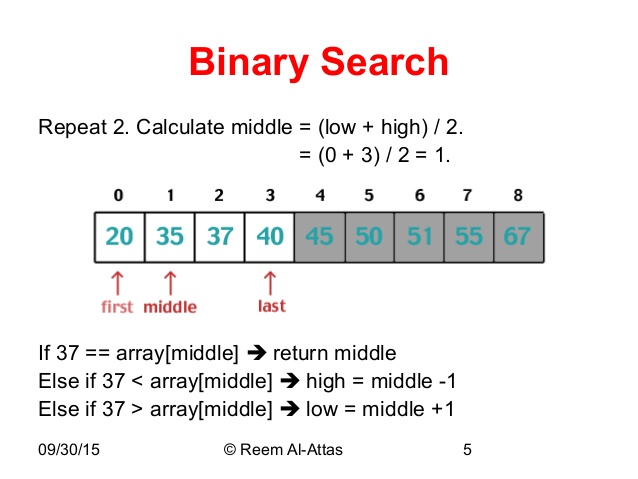 Binary Search
Repeat 2. Calculate middle = (low + high) / 2.
= (0 + 3) / 2 = 1.
0 1 2 3 4 5 6 7 8
20 35 37 40 45 50 51 55 67
first middle last
If 37 == array[middle] 🡺 return middle
Else if 37 < array[middle] 🡺 high = middle -1
Else if 37 > array[middle] 🡺 low = middle +1
09/30/15 © Reem Al-Attas 5